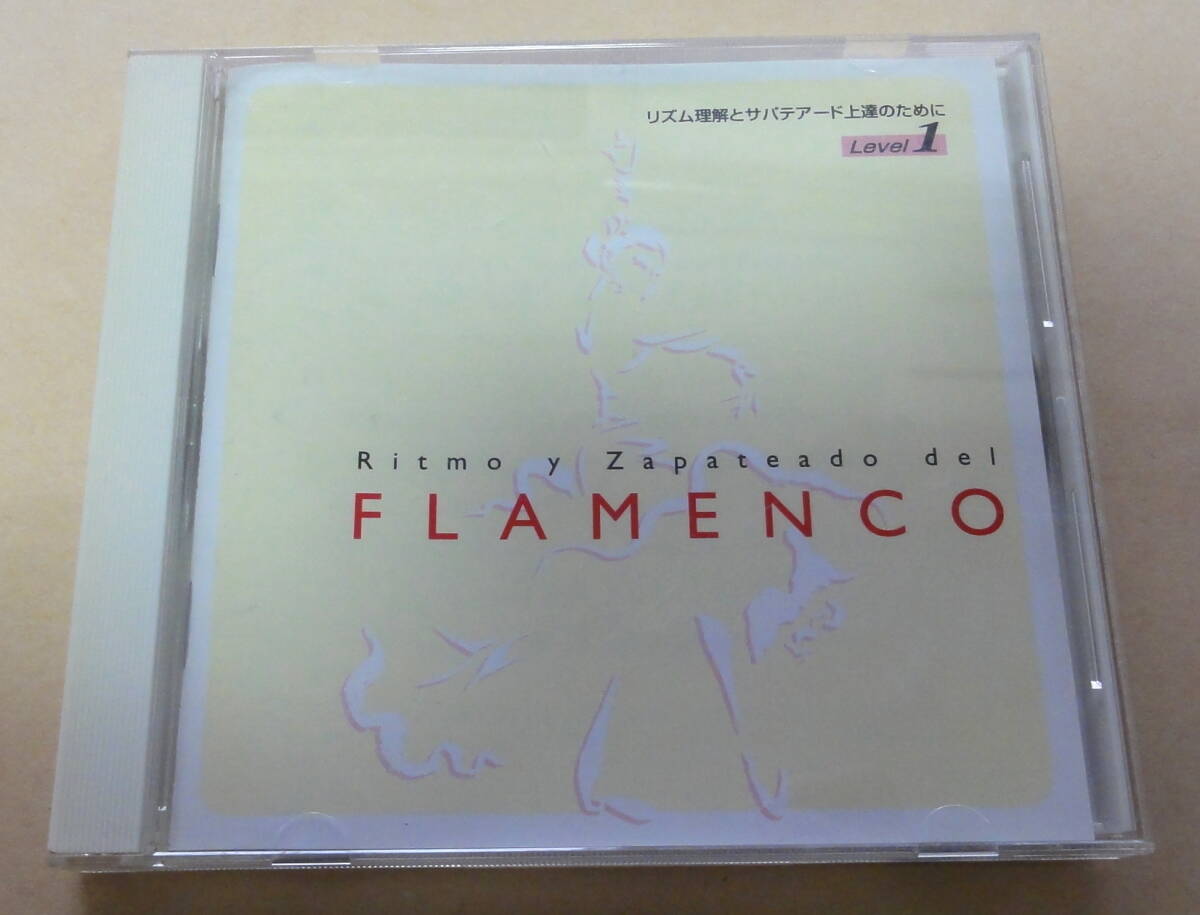 リズム理解とサパテアード上達のために
Level 1
Ritmo y Zapateado del
FLAMENCO